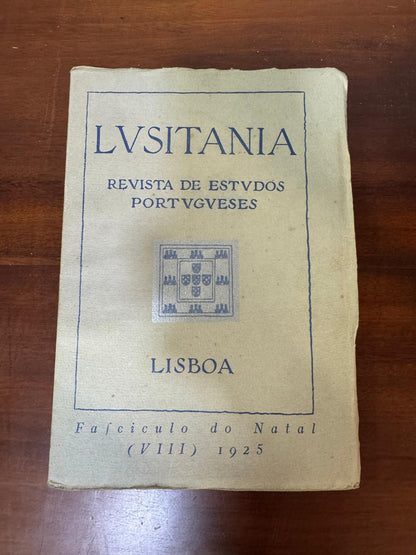 LVSITANIA
REVISTA DE ESTVDOS
PORTVGVESES
LISBOA
Faſciculo do Natal
(VIII) 1925